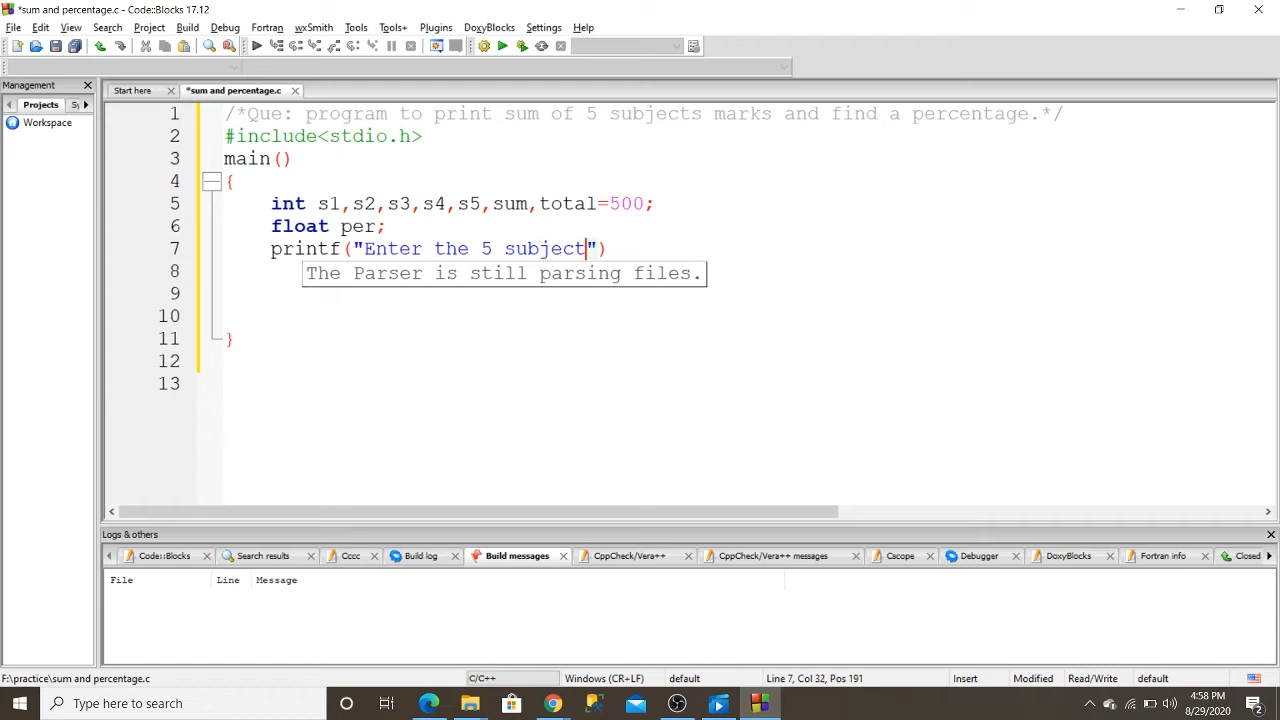 *sum and percentage.c - Code::Blocks 17.12
File Edit View Search Project Build Debug Fortran wxSmith Tools Tools+ Plugins DoxyBlocks Settings Help
Management
Start here *sum and percentage.c
Projects Sy
Workspace
1 /*Que: program to print sum of 5 subjects marks and find a percentage.*/
2 #include<stdio.h>
3 main()
4 {
5 int s1,s2,s3,s4,s5,sum,total=500;
6 float per;
7 printf("Enter the 5 subject")
8 The Parser is still parsing files.
9
10
11 }
12
13
Logs & others
Code::Blocks Search results Cccc Build log Build messages CppCheck/Vera++ CppCheck/Vera++ messages Cscope Debugger DoxyBlocks Fortran info Closed
File Line Message
F:\practice\sum and percentage.c C/C++ Windows (CR+LF) default Line 7, Col 32, Pos 191 Insert Modified Read/Write default
Type here to search
4:58 PM
8/29/2020
2